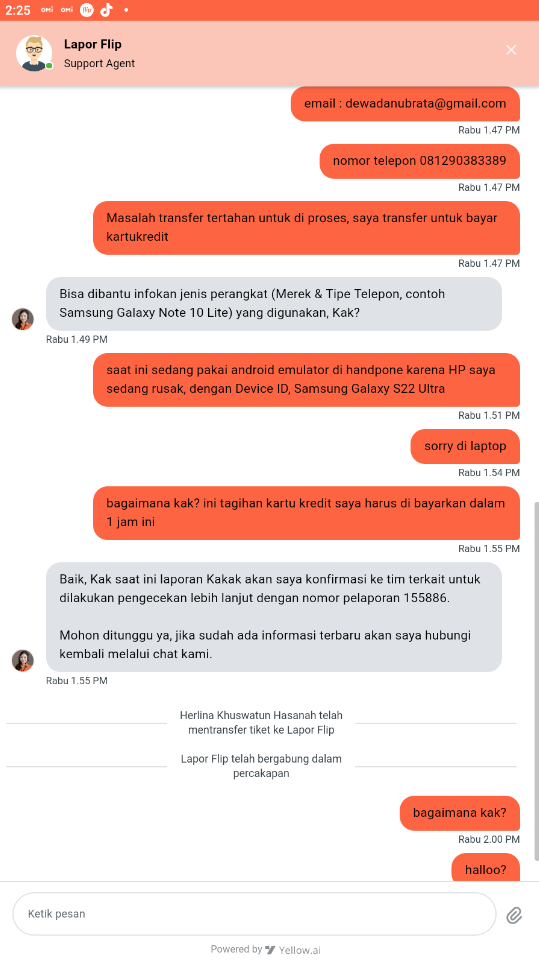 2:25
OMI OMI flip
Lapor Flip
Support Agent
email : dewadanubrata@gmail.com
Rabu 1.47 PM
nomor telepon 081290383389
Rabu 1.47 PM
Masalah transfer tertahan untuk di proses, saya transfer untuk bayar
kartukredit
Rabu 1.47 PM
Bisa dibantu infokan jenis perangkat (Merek & Tipe Telepon, contoh
Samsung Galaxy Note 10 Lite) yang digunakan, Kak?
Rabu 1.49 PM
saat ini sedang pakai android emulator di handpone karena HP saya
sedang rusak, dengan Device ID, Samsung Galaxy S22 Ultra
Rabu 1.51 PM
sorry di laptop
Rabu 1.54 PM
bagaimana kak? ini tagihan kartu kredit saya harus di bayarkan dalam
1 jam ini
Rabu 1.55 PM
Baik, Kak saat ini laporan Kakak akan saya konfirmasi ke tim terkait untuk
dilakukan pengecekan lebih lanjut dengan nomor pelaporan 155886.
Mohon ditunggu ya, jika sudah ada informasi terbaru akan saya hubungi
kembali melalui chat kami.
Rabu 1.55 PM
Herlina Khuswatun Hasanah telah
mentransfer tiket ke Lapor Flip
Lapor Flip telah bergabung dalam
percakapan
bagaimana kak?
Rabu 2.00 PM
halloo?
Ketik pesan
Powered by Yellow.ai